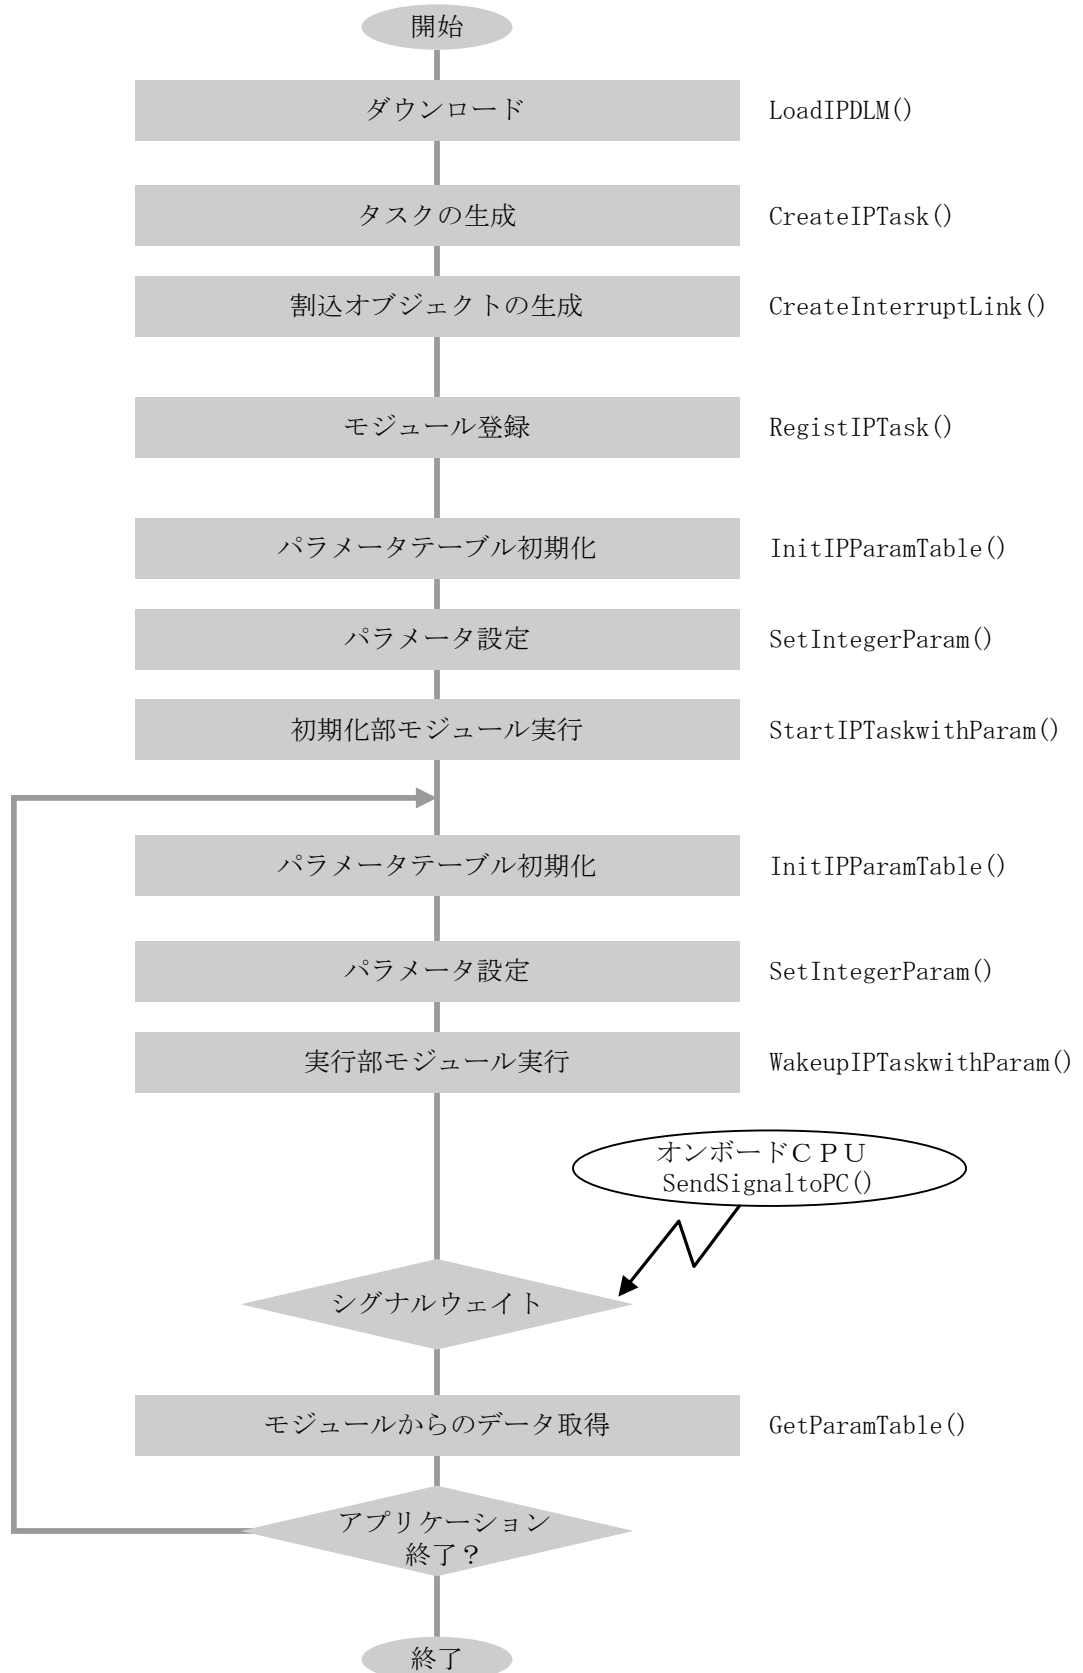 開始
ダウンロード
LoadIPDLM()
タスクの生成
CreateIPTask()
割込オブジェクトの生成
CreateInterruptLink()
モジュール登録
RegistIPTask()
パラメータテーブル初期化
InitIPParamTable()
パラメータ設定
SetIntegerParam()
初期化部モジュール実行
StartIPTaskwithParam()
パラメータテーブル初期化
InitIPParamTable()
パラメータ設定
SetIntegerParam()
実行部モジュール実行
WakeupIPTaskwithParam()
オンボードＣＰＵ
SendSignaltoPC()
シグナルウェイト
モジュールからのデータ取得
GetParamTable()
アプリケーション
終了？
終了